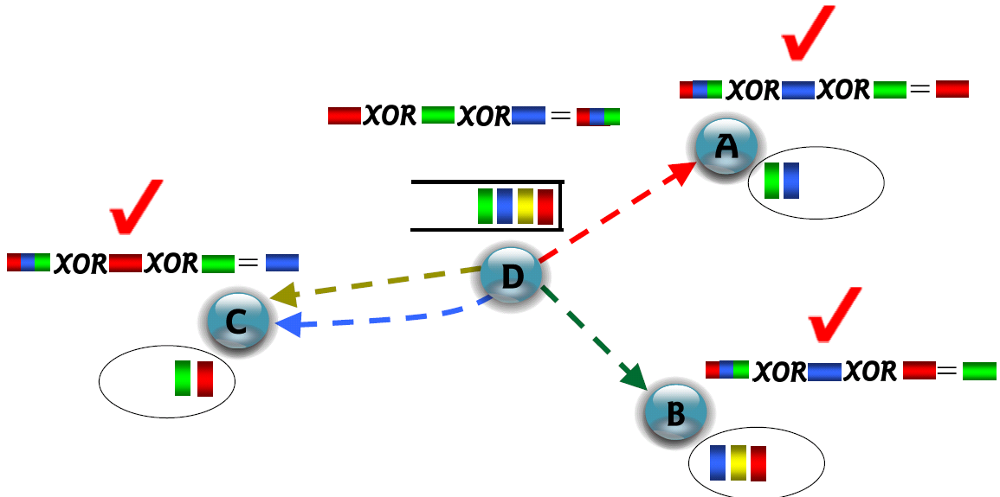 XOR XOR =
A
XOR XOR =
XOR XOR =
D
C
XOR XOR =
B